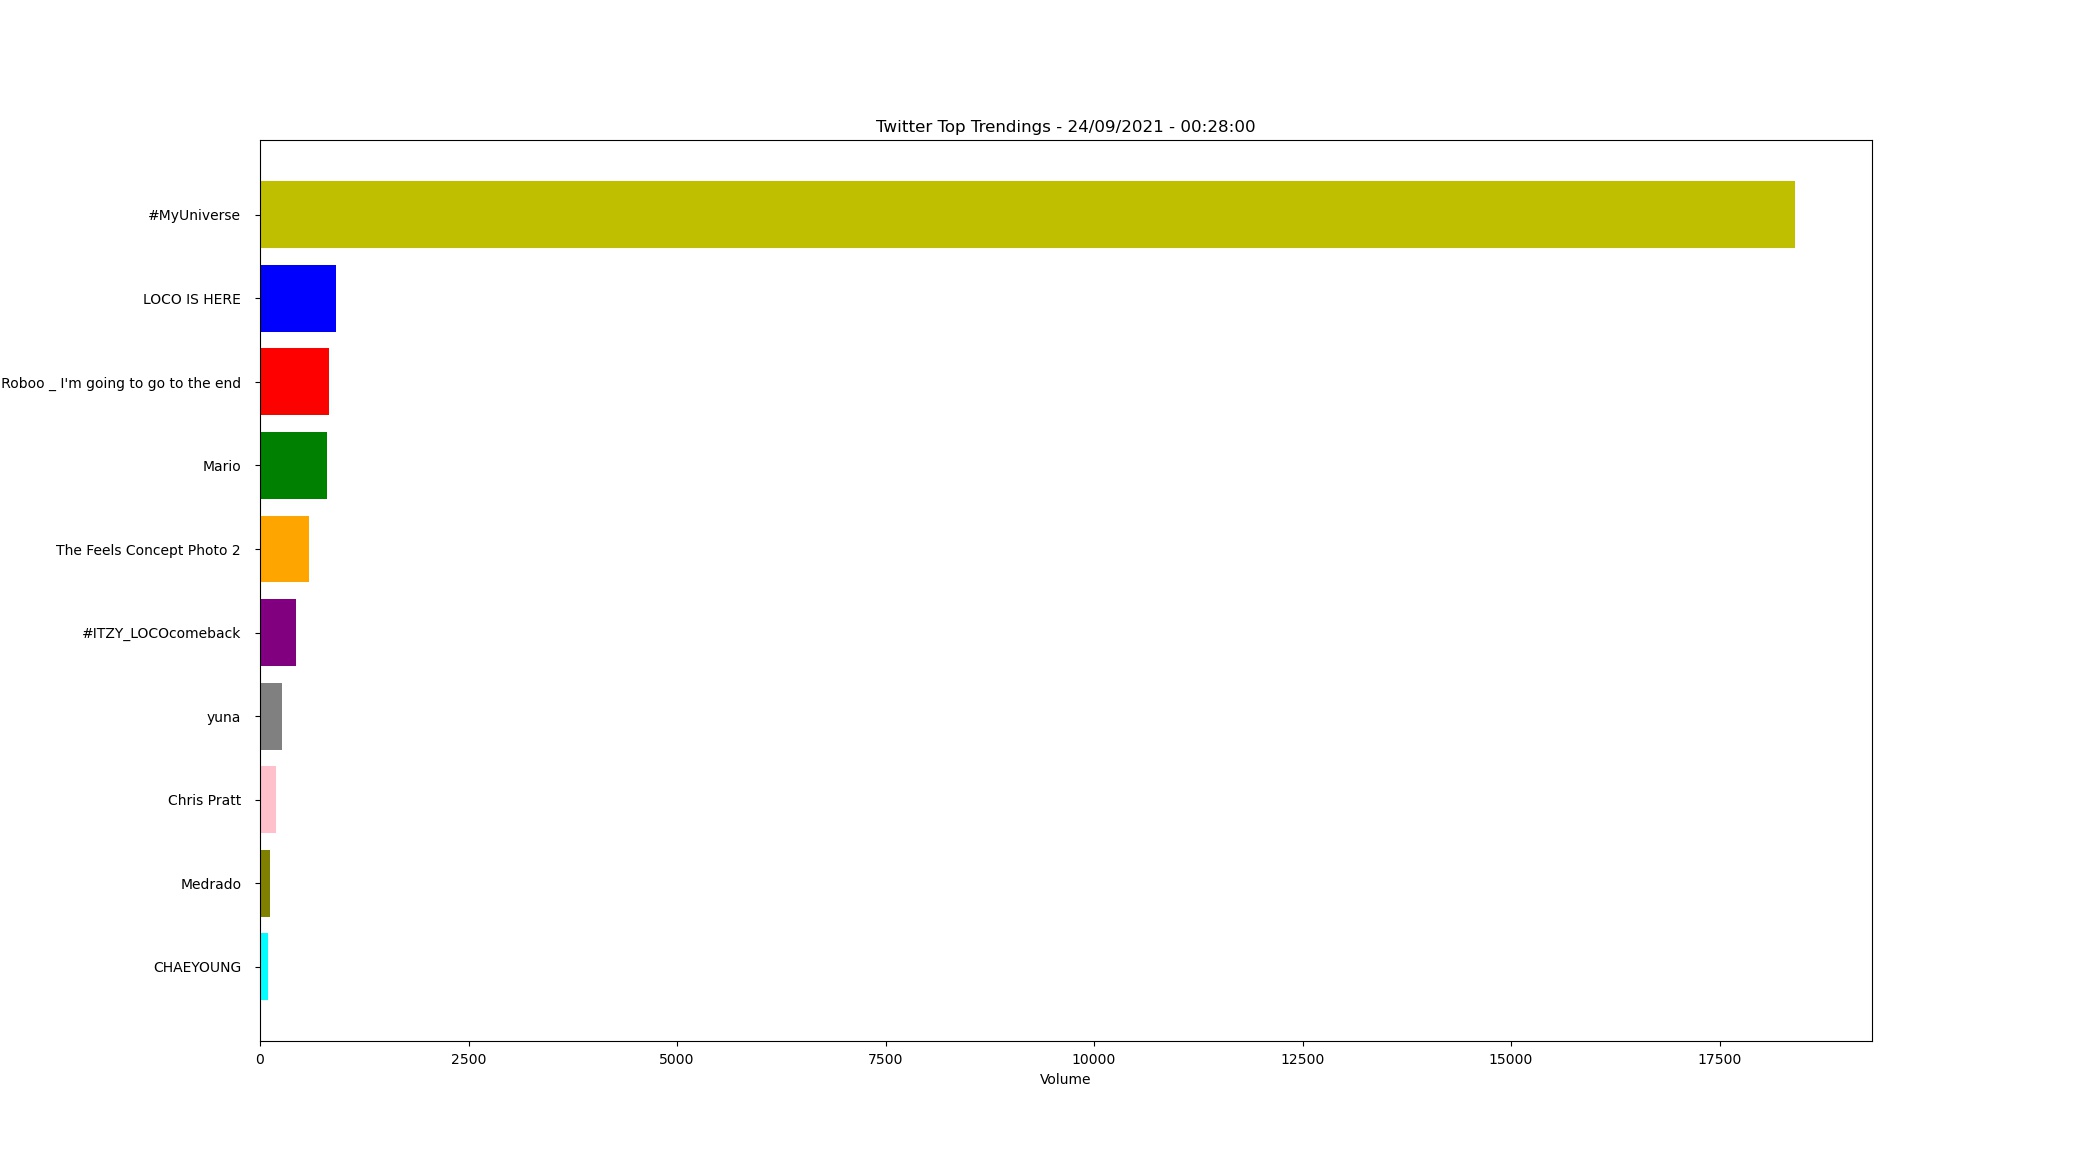 Twitter Top Trendings - 24/09/2021 - 00:28:00
#MyUniverse
LOCO IS HERE
Roboo _ I'm going to go to the end
Mario
The Feels Concept Photo 2
#ITZY_LOCOcomeback
yuna
Chris Pratt
Medrado
CHAEYOUNG
0 2500 5000 7500 10000 12500 15000 17500
Volume